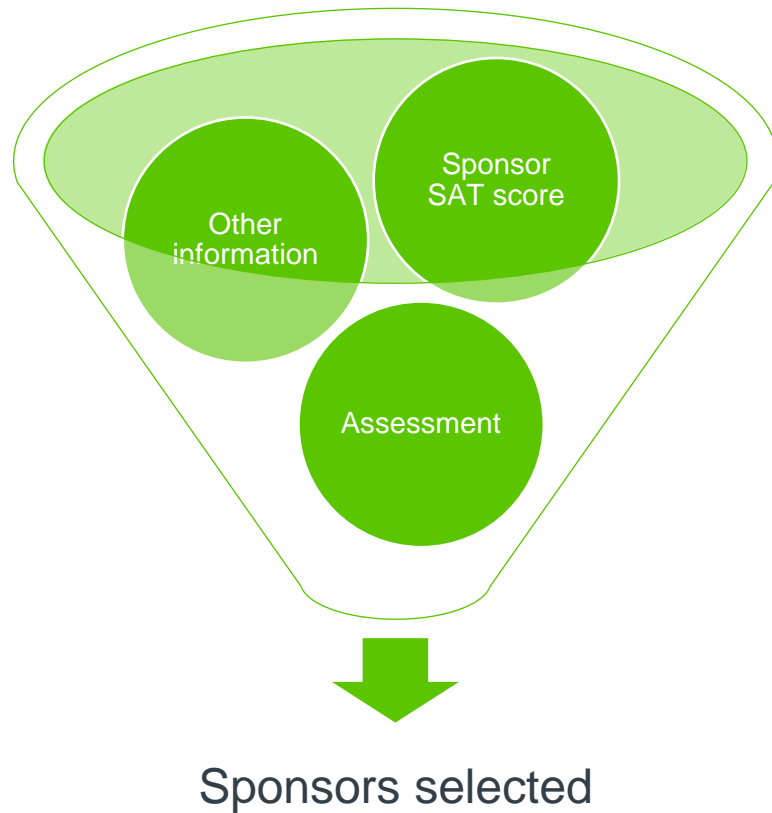 Sponsor
SAT score
Other
information
Assessment
Sponsors selected